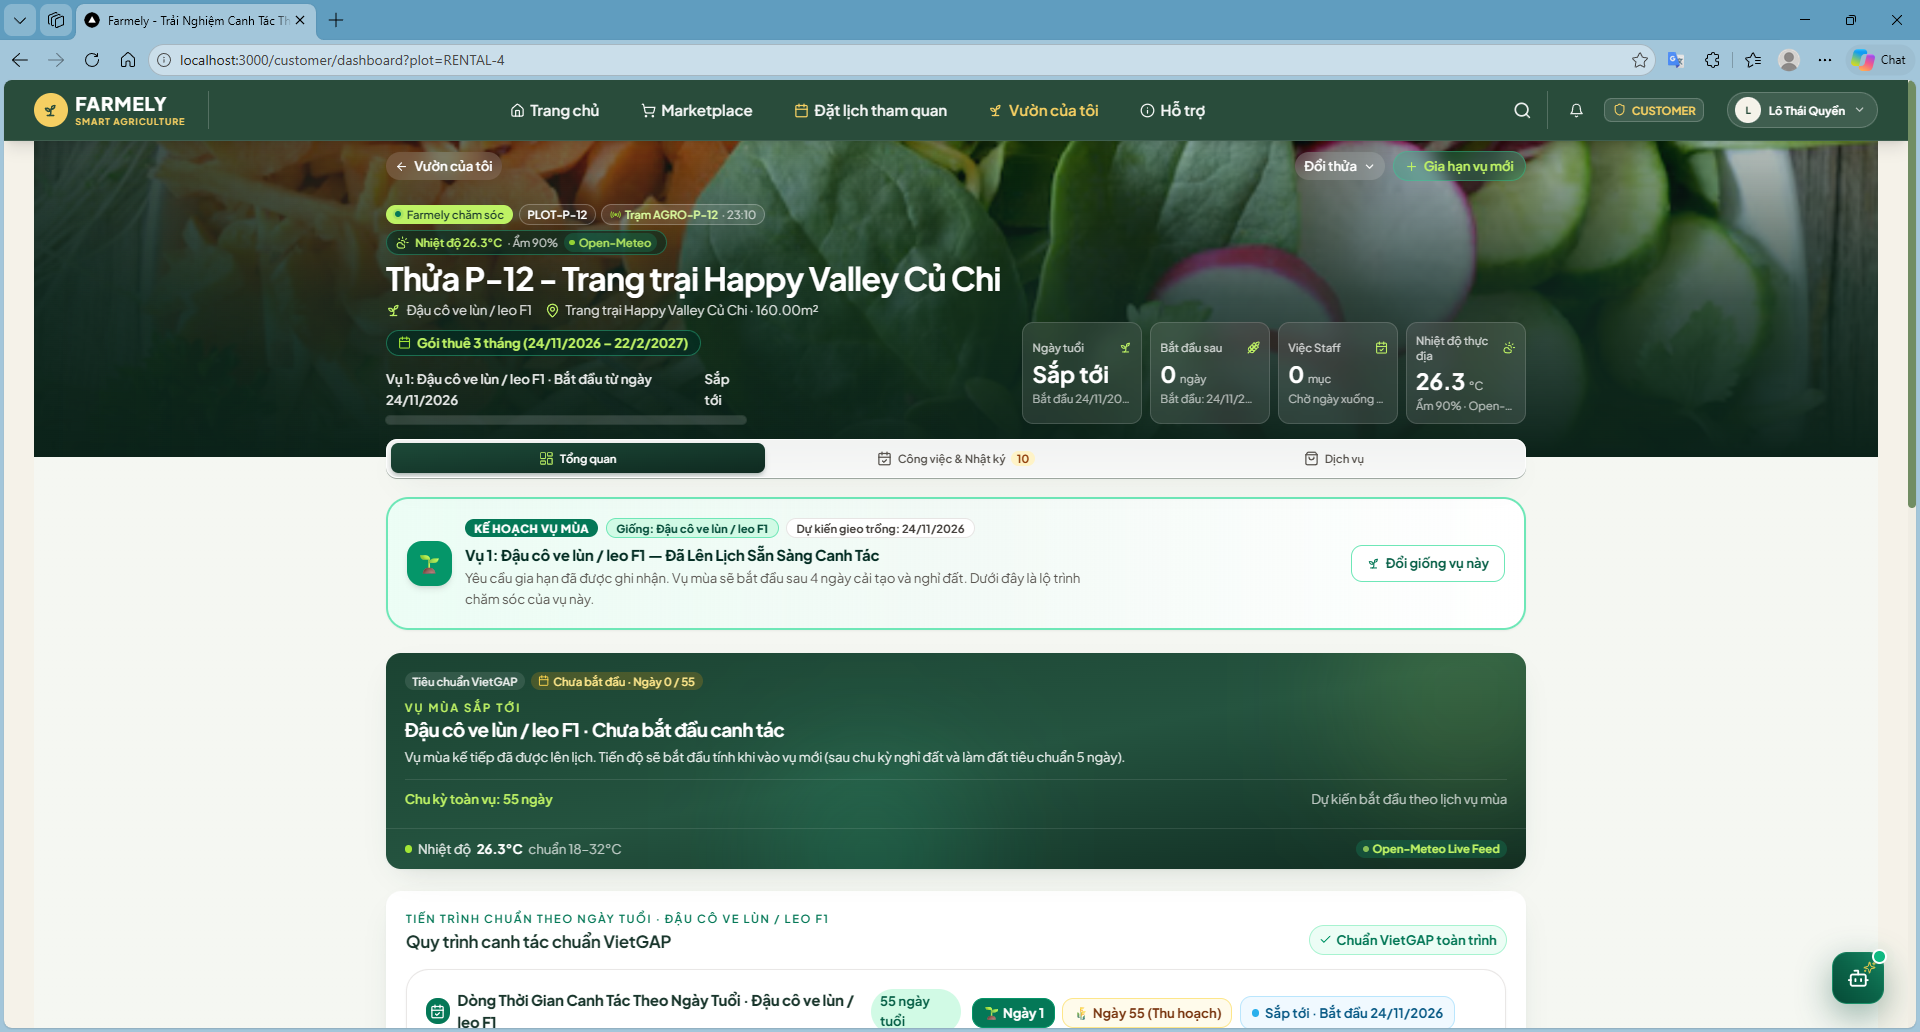 Farmely - Trải Nghiệm Canh Tác Th
localhost:3000/customer/dashboard?plot=RENTAL-4
Chat
FARMELY
SMART AGRICULTURE
Trang chủ
Marketplace
Đặt lịch tham quan
Vườn của tôi
Hỗ trợ
CUSTOMER
L
Lô Thái Quyền
Vườn của tôi
Đổi thửa
Gia hạn vụ mới
Farmely chăm sóc
PLOT-P-12
Trạm AGRO-P-12 · 23:10
Nhiệt độ 26.3°C · Ẩm 90%
Open-Meteo
Thửa P-12 - Trang trại Happy Valley Củ Chi
Đậu cô ve lùn / leo F1
Trang trại Happy Valley Củ Chi · 160.00m²
Gói thuê 3 tháng (24/11/2026 – 22/2/2027)
Vụ 1: Đậu cô ve lùn / leo F1 · Bắt đầu từ ngày
24/11/2026
Sắp
tới
Ngày tuổi
Sắp tới
Bắt đầu 24/11/20...
Bắt đầu sau
0 ngày
Bắt đầu: 24/11/2...
Việc Staff
0 mục
Chờ ngày xuống ...
Nhiệt độ thực
địa
26.3 °C
Ẩm 90% · Open-...
Tổng quan
Công việc & Nhật ký
10
Dịch vụ
KẾ HOẠCH VỤ MÙA
Giống: Đậu cô ve lùn / leo F1
Dự kiến gieo trồng: 24/11/2026
Vụ 1: Đậu cô ve lùn / leo F1 — Đã Lên Lịch Sẵn Sàng Canh Tác
Yêu cầu gia hạn đã được ghi nhận. Vụ mùa sẽ bắt đầu sau 4 ngày cải tạo và nghỉ đất. Dưới đây là lộ trình
chăm sóc của vụ này.
Đổi giống vụ này
Tiêu chuẩn VietGAP
Chưa bắt đầu · Ngày 0 / 55
VỤ MÙA SẮP TỚI
Đậu cô ve lùn / leo F1 · Chưa bắt đầu canh tác
Vụ mùa kế tiếp đã được lên lịch. Tiến độ sẽ bắt đầu tính khi vào vụ mới (sau chu kỳ nghỉ đất và làm đất tiêu chuẩn 5 ngày).
Chu kỳ toàn vụ: 55 ngày
Dự kiến bắt đầu theo lịch vụ mùa
Nhiệt độ 26.3°C chuẩn 18–32°C
Open-Meteo Live Feed
TIẾN TRÌNH CHUẨN THEO NGÀY TUỔI · ĐẬU CÔ VE LÙN / LEO F1
Quy trình canh tác chuẩn VietGAP
Chuẩn VietGAP toàn trình
Dòng Thời Gian Canh Tác Theo Ngày Tuổi · Đậu cô ve lùn /
leo F1
55 ngày
tuổi
Ngày 1
Ngày 55 (Thu hoạch)
Sắp tới · Bắt đầu 24/11/2026